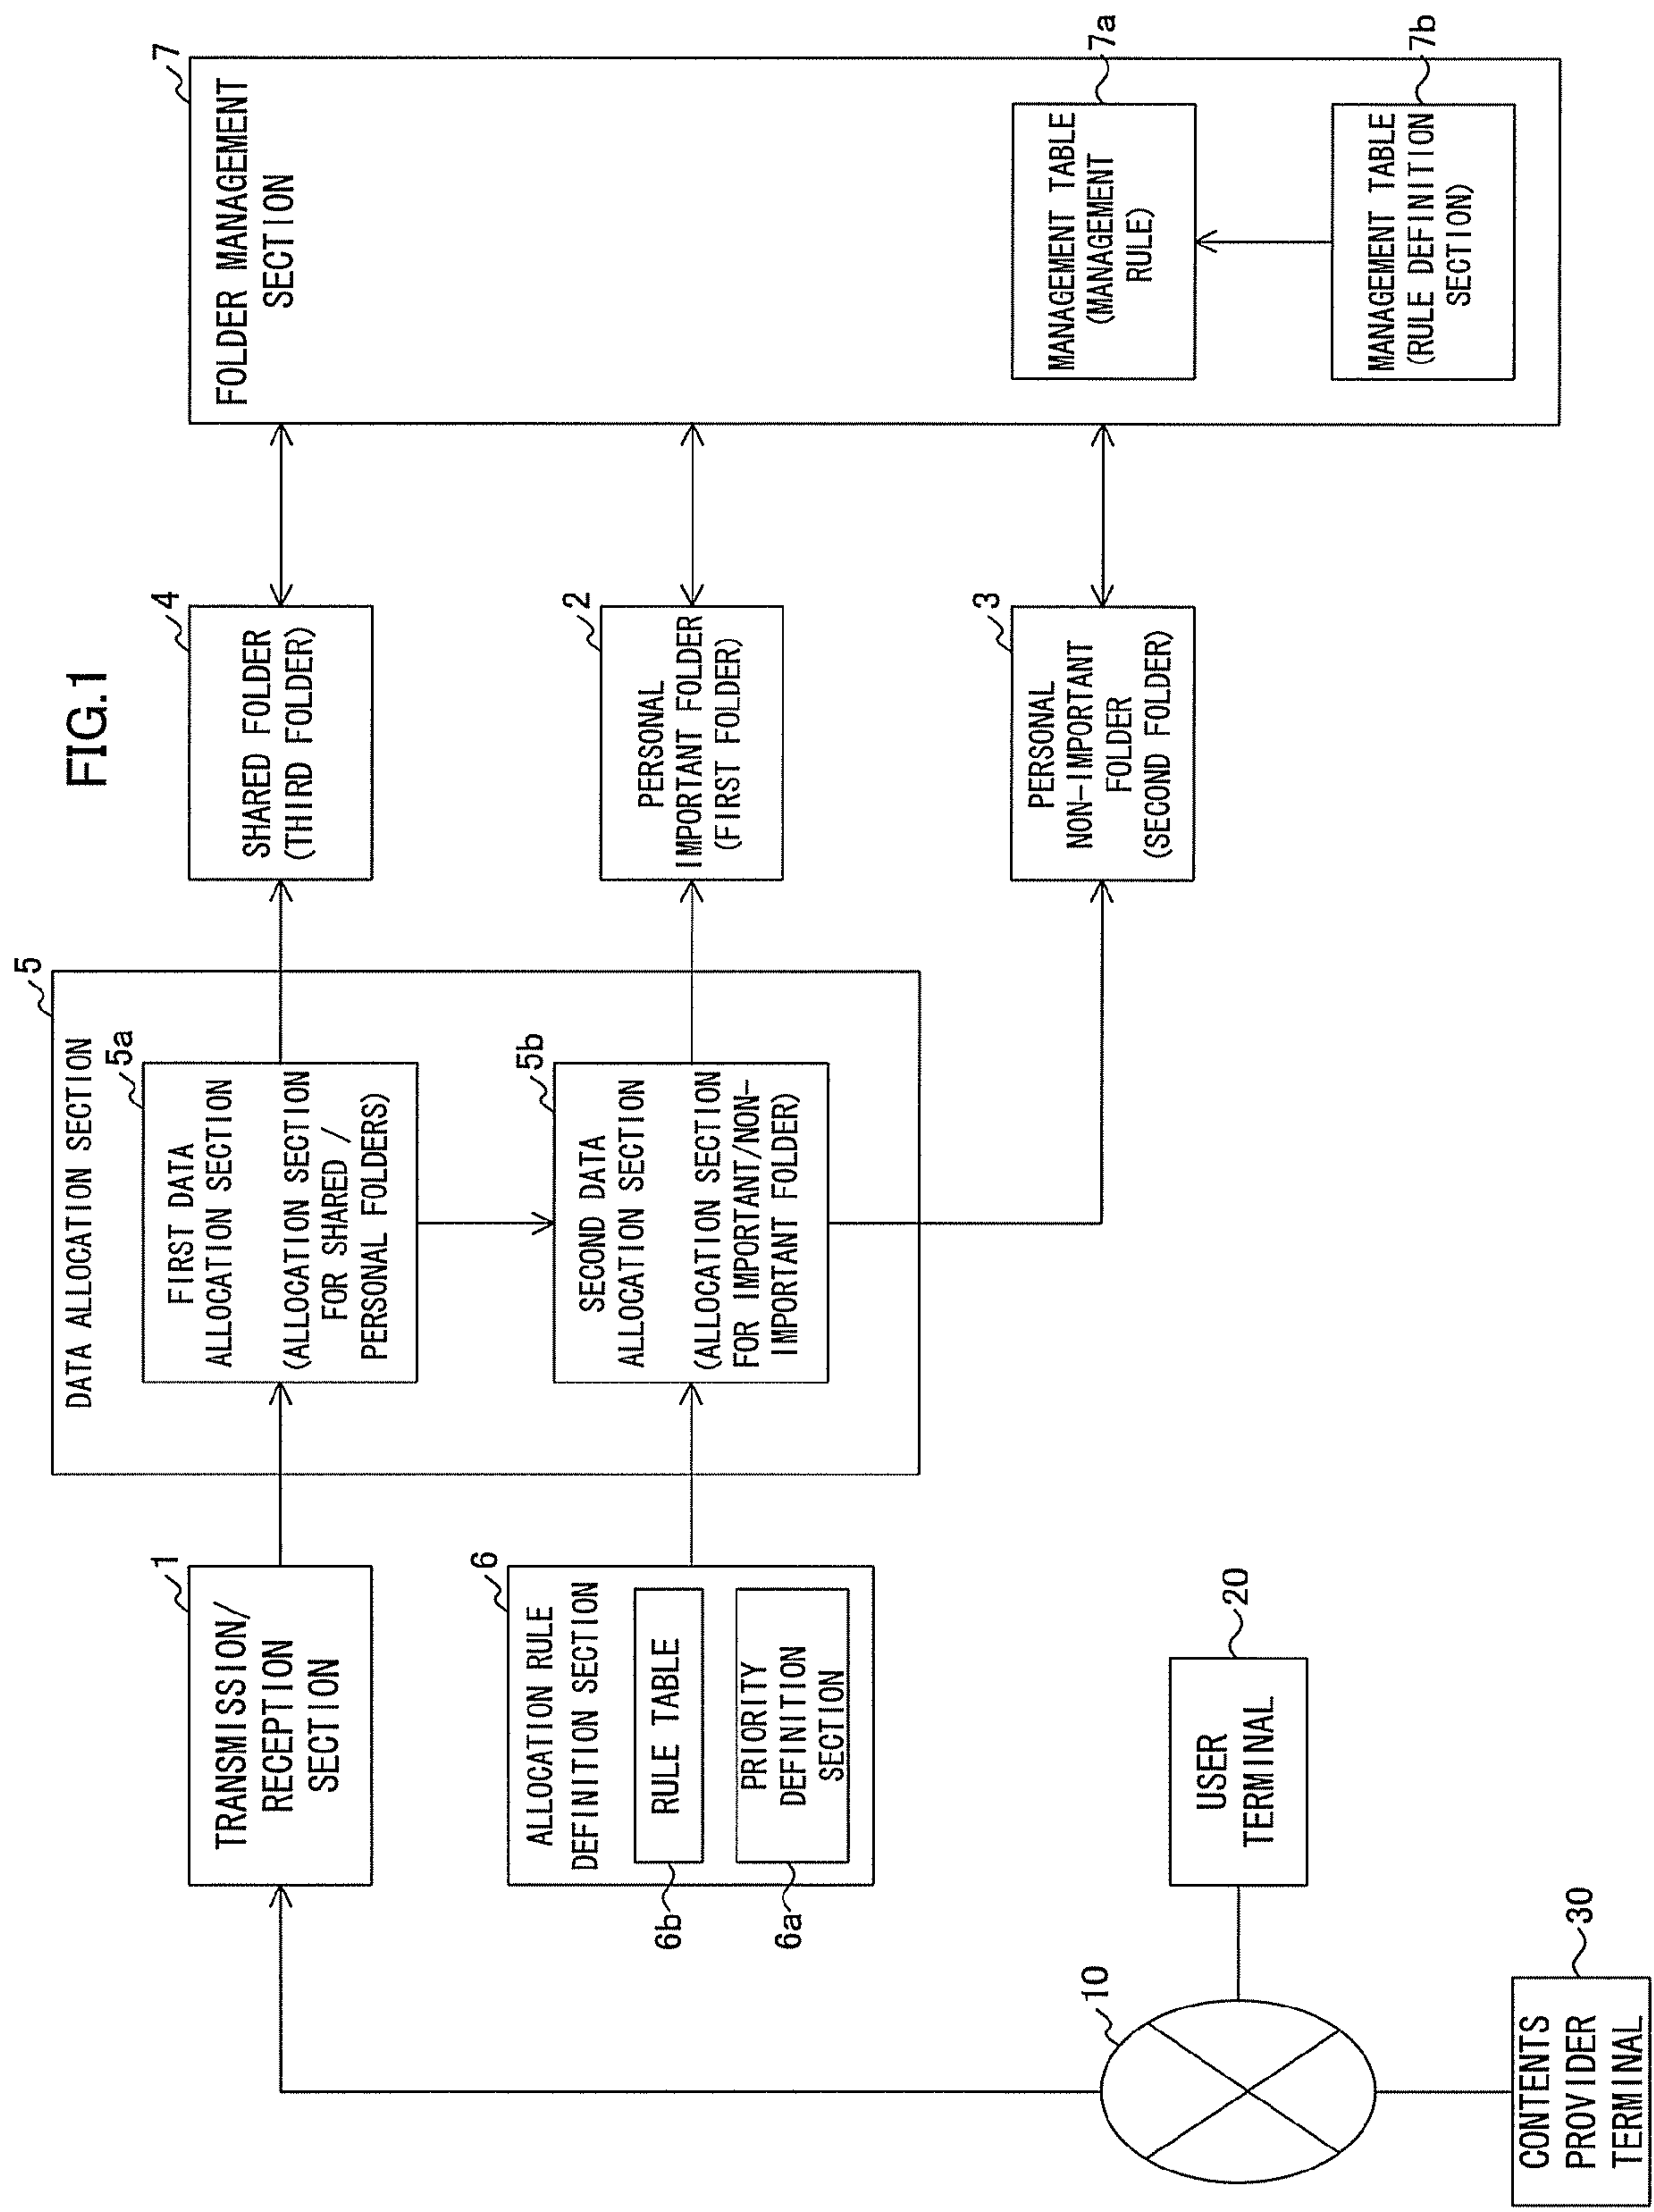 FIG.1
1
TRANSMISSION/
RECEPTION
SECTION
5
DATA ALLOCATION SECTION
5a
FIRST DATA
ALLOCATION SECTION
(ALLOCATION SECTION
FOR SHARED /
PERSONAL FOLDERS)
4
SHARED FOLDER
(THIRD FOLDER)
7
FOLDER MANAGEMENT
SECTION
6
ALLOCATION RULE
DEFINITION SECTION
RULE TABLE
6b
PRIORITY
DEFINITION
SECTION
6a
5b
SECOND DATA
ALLOCATION SECTION
(ALLOCATION SECTION
FOR IMPORTANT/NON-
IMPORTANT FOLDER)
2
PERSONAL
IMPORTANT FOLDER
(FIRST FOLDER)
3
PERSONAL
NON-IMPORTANT
FOLDER
(SECOND FOLDER)
7a
MANAGEMENT TABLE
(MANAGEMENT
RULE)
7b
MANAGEMENT TABLE
(RULE DEFINITION
SECTION)
10
20
USER
TERMINAL
30
CONTENTS
PROVIDER
TERMINAL